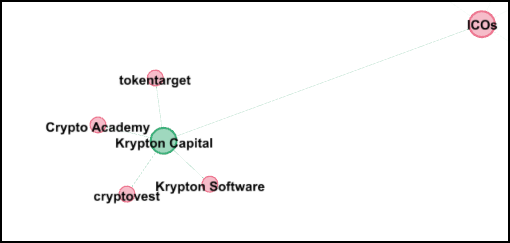 ICOs
tokentarget
Crypto Academy
Krypton Capital
Krypton Software
cryptovest